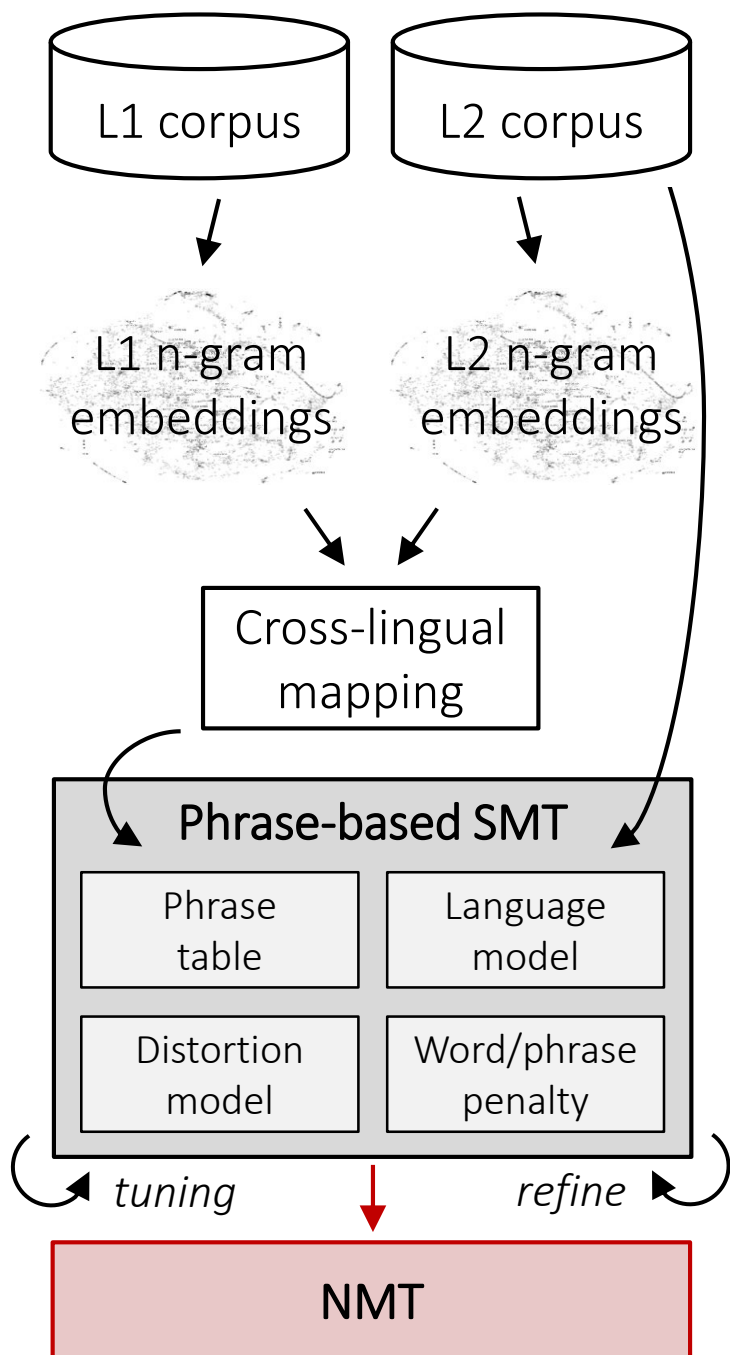 L1 corpus
L2 corpus
L1 n-gram
embeddings
L2 n-gram
embeddings
Cross-lingual
mapping
Phrase-based SMT
Phrase
table
Language
model
Distortion
model
Word/phrase
penalty
tuning
refine
NMT